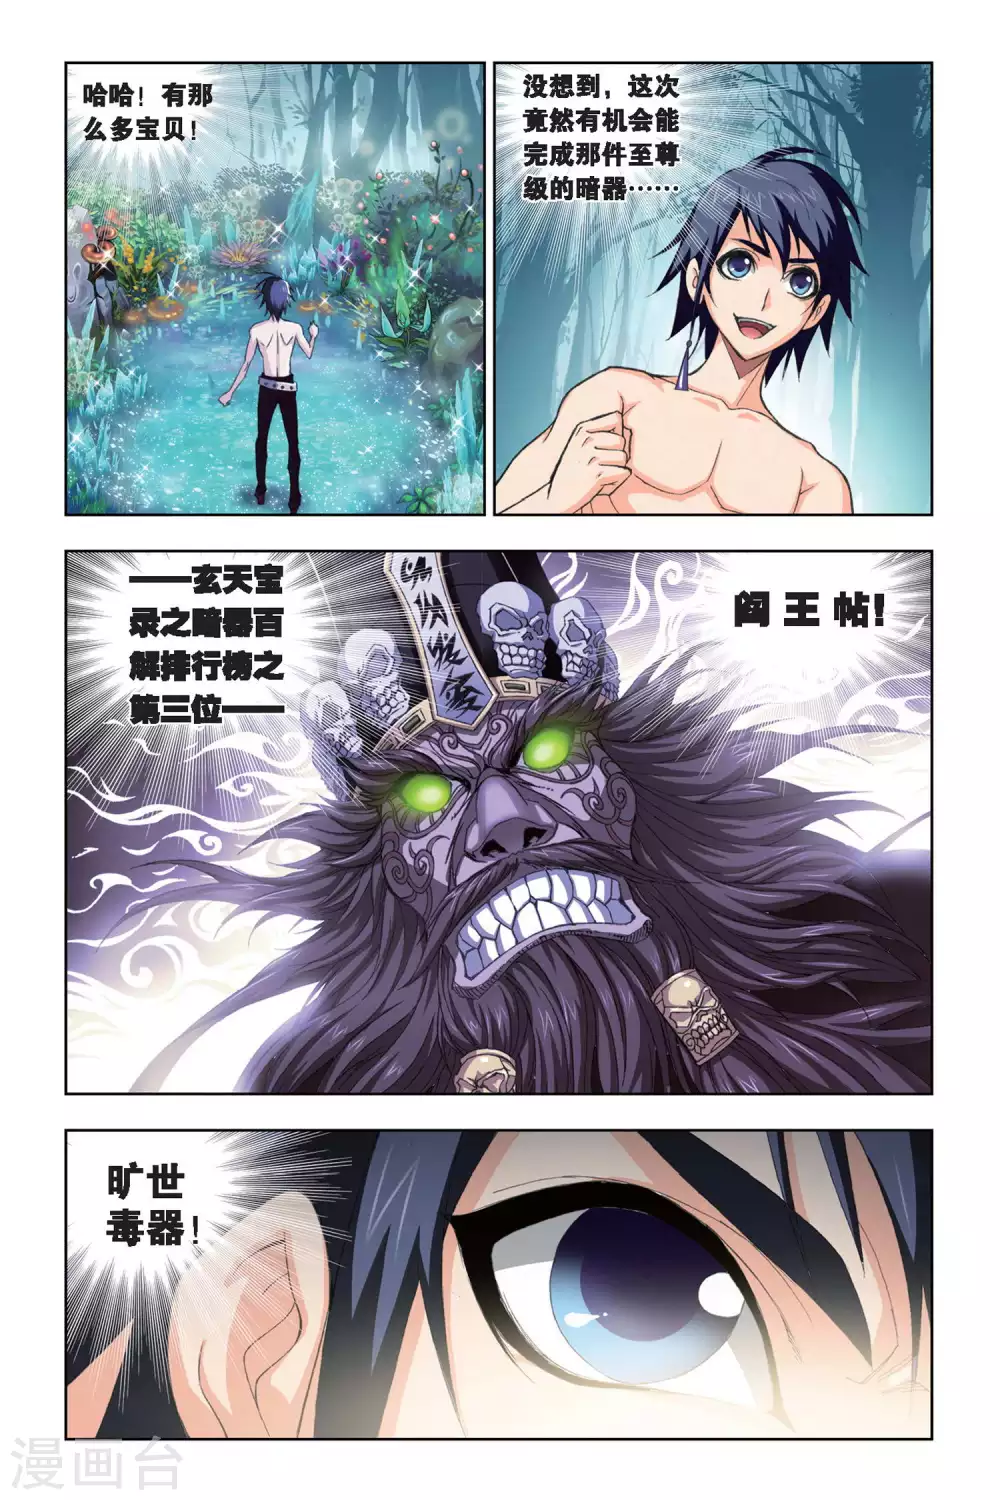 哈哈！有那
么多宝贝！
没想到，这次
竟然有机会能
完成那件至尊
级的暗器……
——玄天宝
录之暗器百
解排行榜之
第三位——
阎王帖！
旷世
毒器！
漫画台